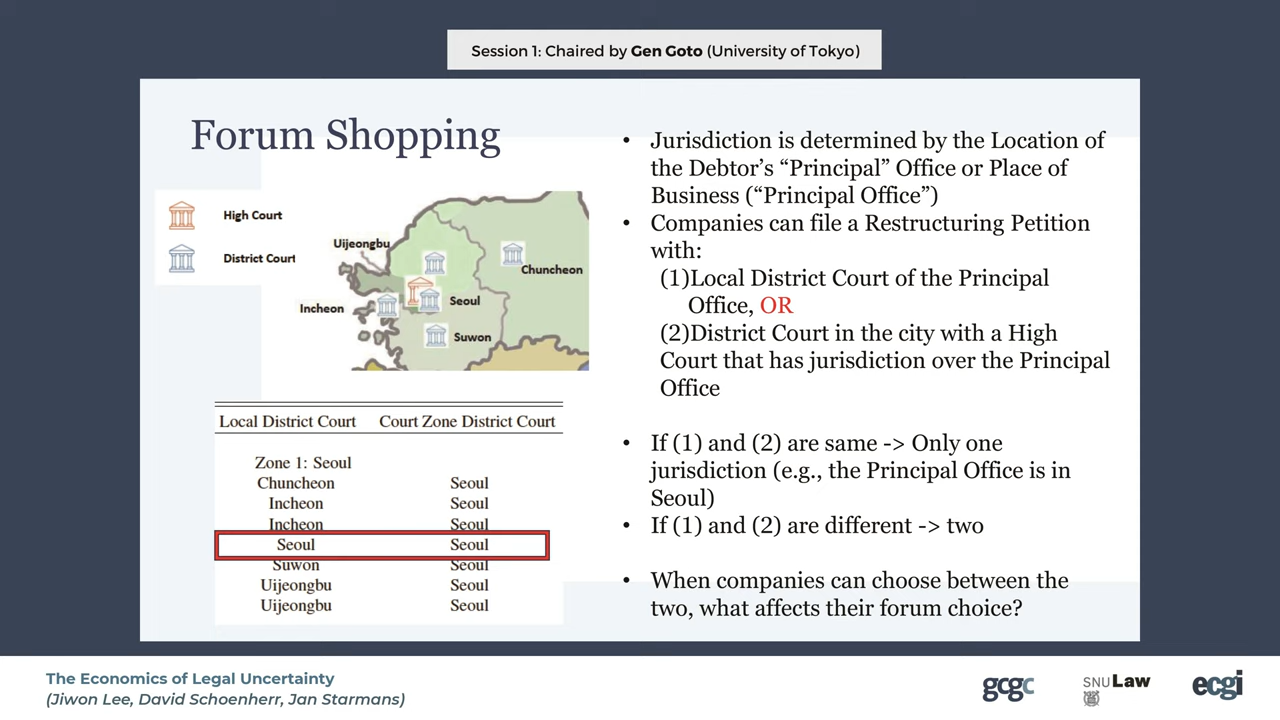 Session 1: Chaired by Gen Goto (University of Tokyo)
Forum Shopping
High Court
District Court
Uijeongbu
Chuncheon
Incheon
Seoul
Suwon
Local District Court Court Zone District Court
Zone 1: Seoul
Chuncheon Seoul
Incheon Seoul
Incheon Seoul
Seoul Seoul
Suwon Seoul
Uijeongbu Seoul
Uijeongbu Seoul
• Jurisdiction is determined by the Location of
the Debtor’s “Principal” Office or Place of
Business (“Principal Office”)
• Companies can file a Restructuring Petition
with:
(1)Local District Court of the Principal
Office, OR
(2)District Court in the city with a High
Court that has jurisdiction over the Principal
Office
• If (1) and (2) are same -> Only one
jurisdiction (e.g., the Principal Office is in
Seoul)
• If (1) and (2) are different -> two
• When companies can choose between the
two, what affects their forum choice?
The Economics of Legal Uncertainty
(Jiwon Lee, David Schoenherr, Jan Starmans)
gcgc
SNU Law
ecgi